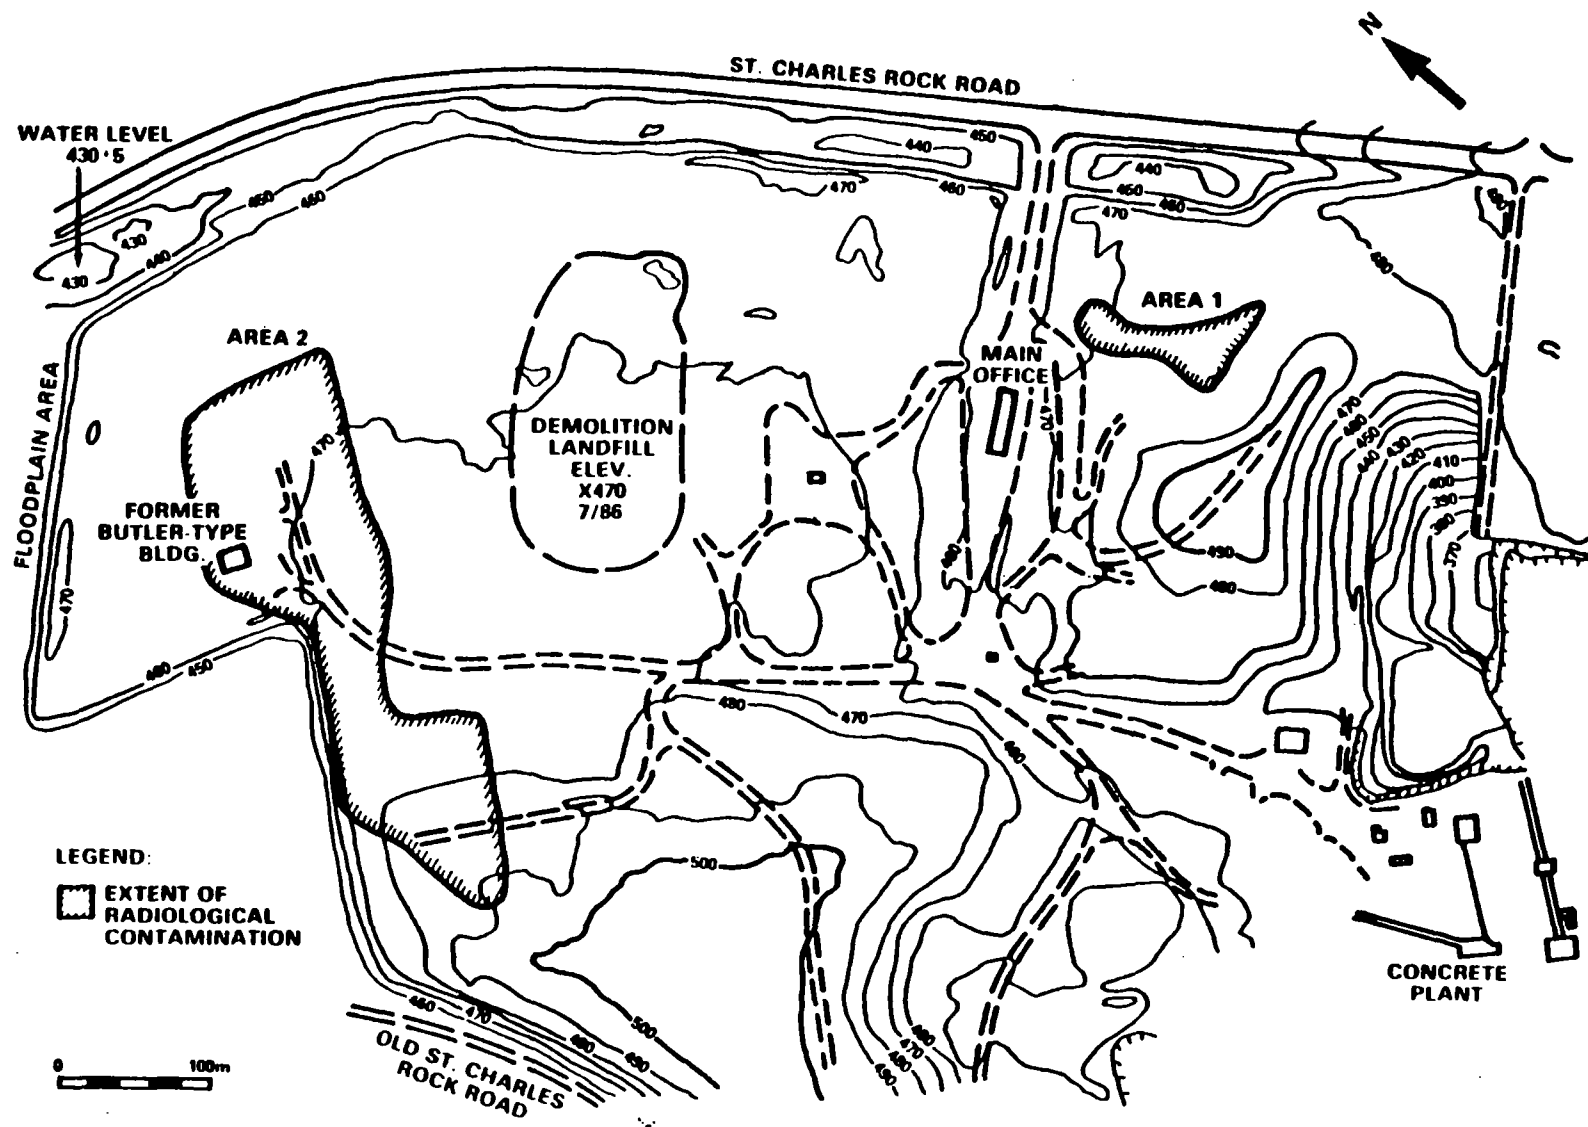 N
ST. CHARLES ROCK ROAD
WATER LEVEL
430·5
450
440
440
470
460
450
460
460
460
470
430
440
430
480
AREA 1
AREA 2
MAIN
OFFICE
FLOODPLAIN AREA
470
470
470
480
450
440
430
420
410
400
390
380
370
DEMOLITION
LANDFILL
ELEV.
X470
7/86
FORMER
BUTLER-TYPE
BLDG.
470
460
490
480
460
450
480
470
480
500
LEGEND:
EXTENT OF
RADIOLOGICAL
CONTAMINATION
CONCRETE
PLANT
460
470
480
490
500
OLD ST. CHARLES
ROCK ROAD
460
470
480
490
0
100m